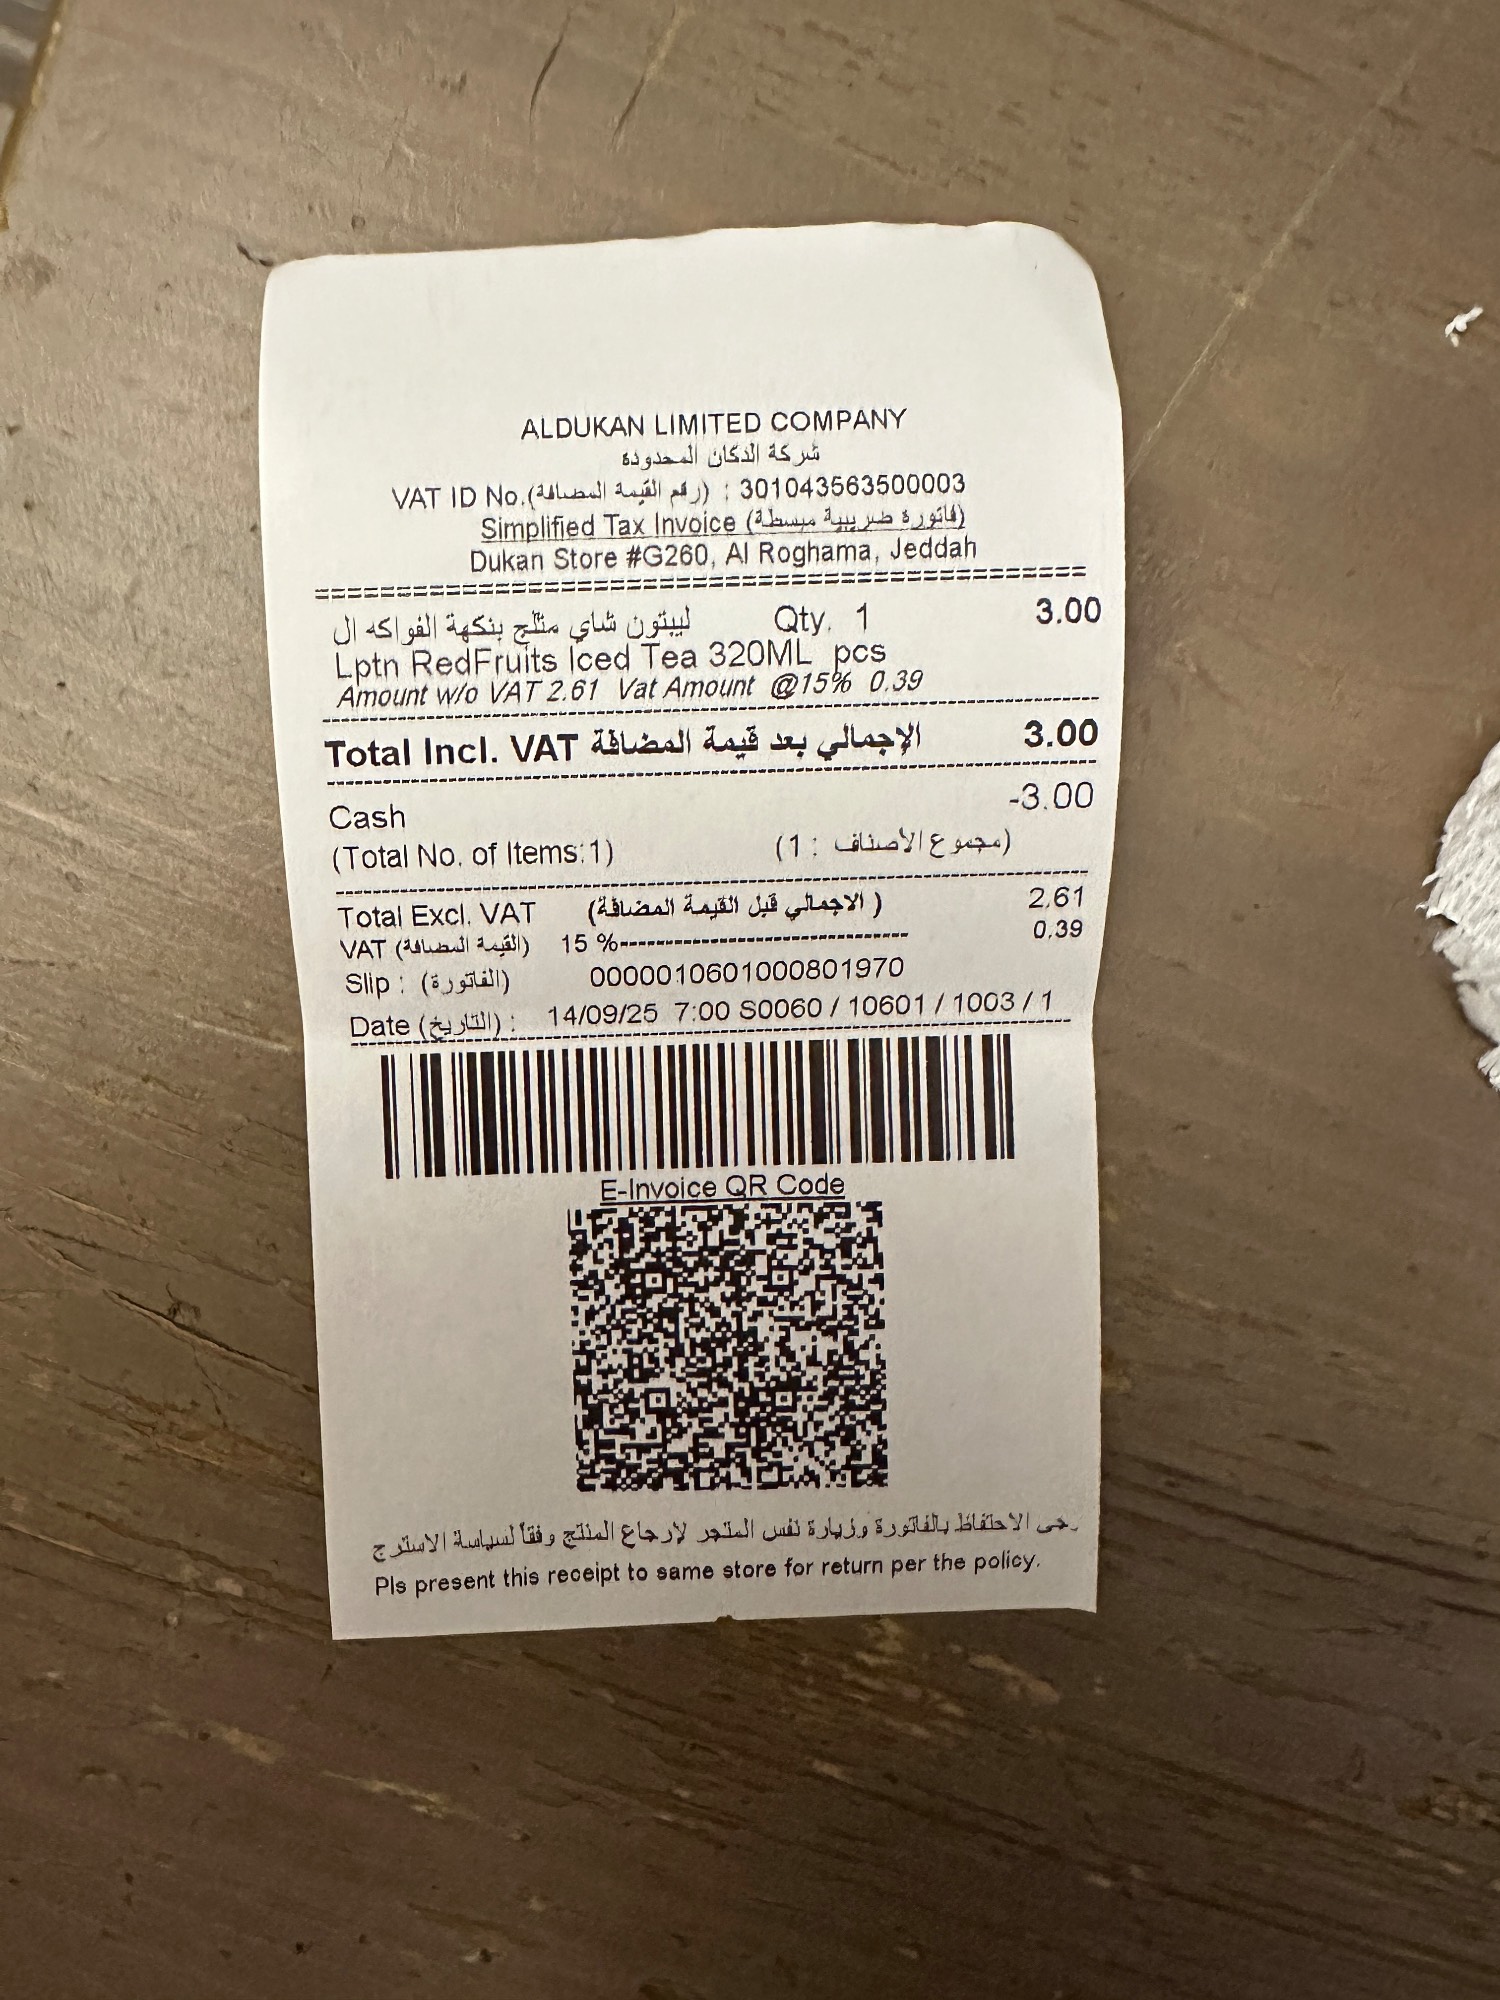 ALDUKAN LIMITED COMPANY
شركة الدكان المحدودة
VAT ID No.(رقم القيمة المضافة) : 301043563500003
Simplified Tax Invoice (فاتورة ضريبية مبسطة)
Dukan Store #G260, Al Roghama, Jeddah
ليبتون شاي مثلج بنكهة الفواكه ال Qty. 1 3.00
Lptn RedFruits Iced Tea 320ML pcs
Amount w/o VAT 2.61 Vat Amount @15% 0.39
Total Incl. VAT الإجمالي بعد قيمة المضافة 3.00
Cash -3.00
(Total No. of Items:1) (مجموع الأصناف : 1)
Total Excl. VAT (الاجمالي قبل القيمة المضافة ) 2.61
VAT (القيمة المضافة) 15 %--------------------------- 0.39
Slip : (الفاتورة) 0000010601000801970
Date (التاريخ) : 14/09/25 7:00 S0060 / 10601 / 1003 / 1
E-Invoice QR Code
رجى الاحتفاظ بالفاتورة وزيارة نفس المتجر لإرجاع المنتج وفقاً لسياسة الاسترج
Pls present this receipt to same store for return per the policy.